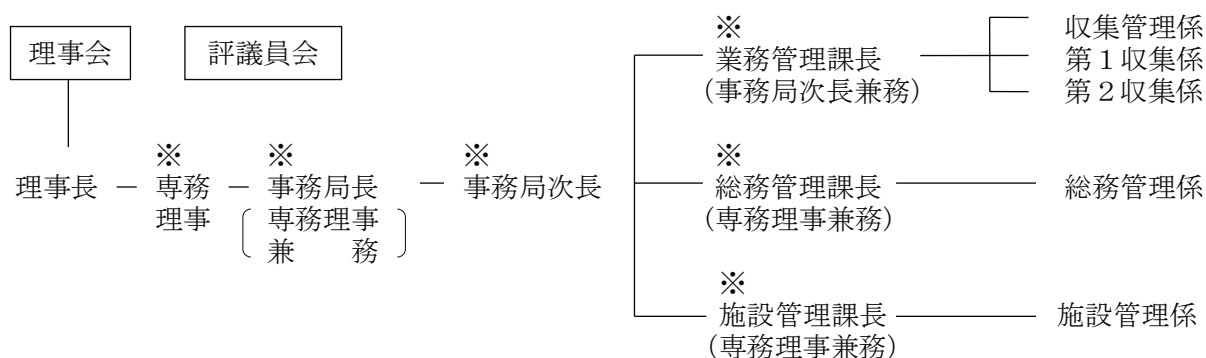 理事会
評議員会
理事長 － ※専務理事 － ※事務局長
（専務理事兼務）
－ ※事務局次長
※
業務管理課長
（事務局次長兼務）
収集管理係
第１収集係
第２収集係
※
総務管理課長
（専務理事兼務）
総務管理係
※
施設管理課長
（専務理事兼務）
施設管理係